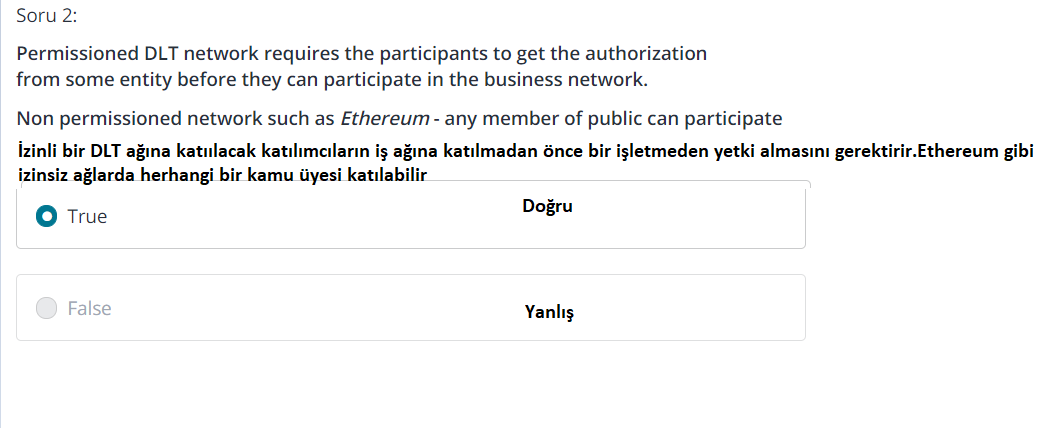 Soru 2:
Permissioned DLT network requires the participants to get the authorization
from some entity before they can participate in the business network.
Non permissioned network such as Ethereum - any member of public can participate
İzinli bir DLT ağına katıılacak katılımcıların iş ağına katılmadan önce bir işletmeden yetki almasını gerektirir.Ethereum gibi
izinsiz ağlarda herhangi bir kamu üyesi katılabilir
True Doğru
False Yanlış